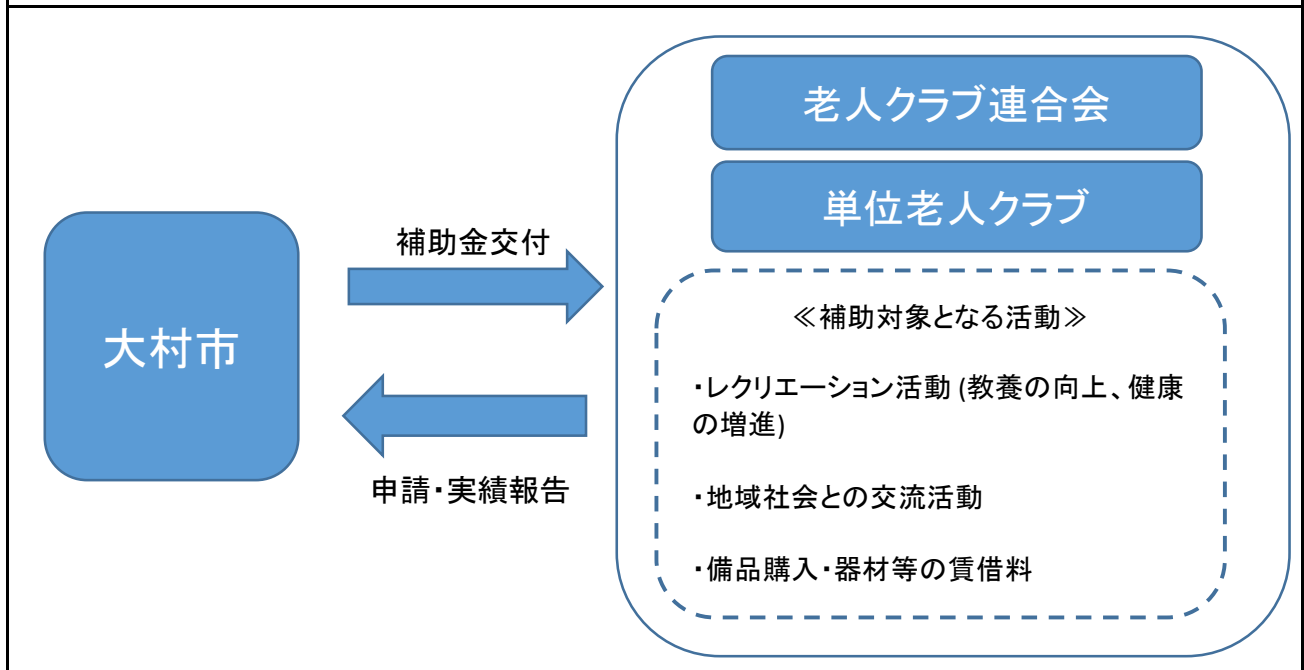 老人クラブ連合会
単位老人クラブ
大村市
補助金交付
申請・実績報告
≪補助対象となる活動≫
・レクリエーション活動 (教養の向上、健康
の増進)
・地域社会との交流活動
・備品購入・器材等の賃借料